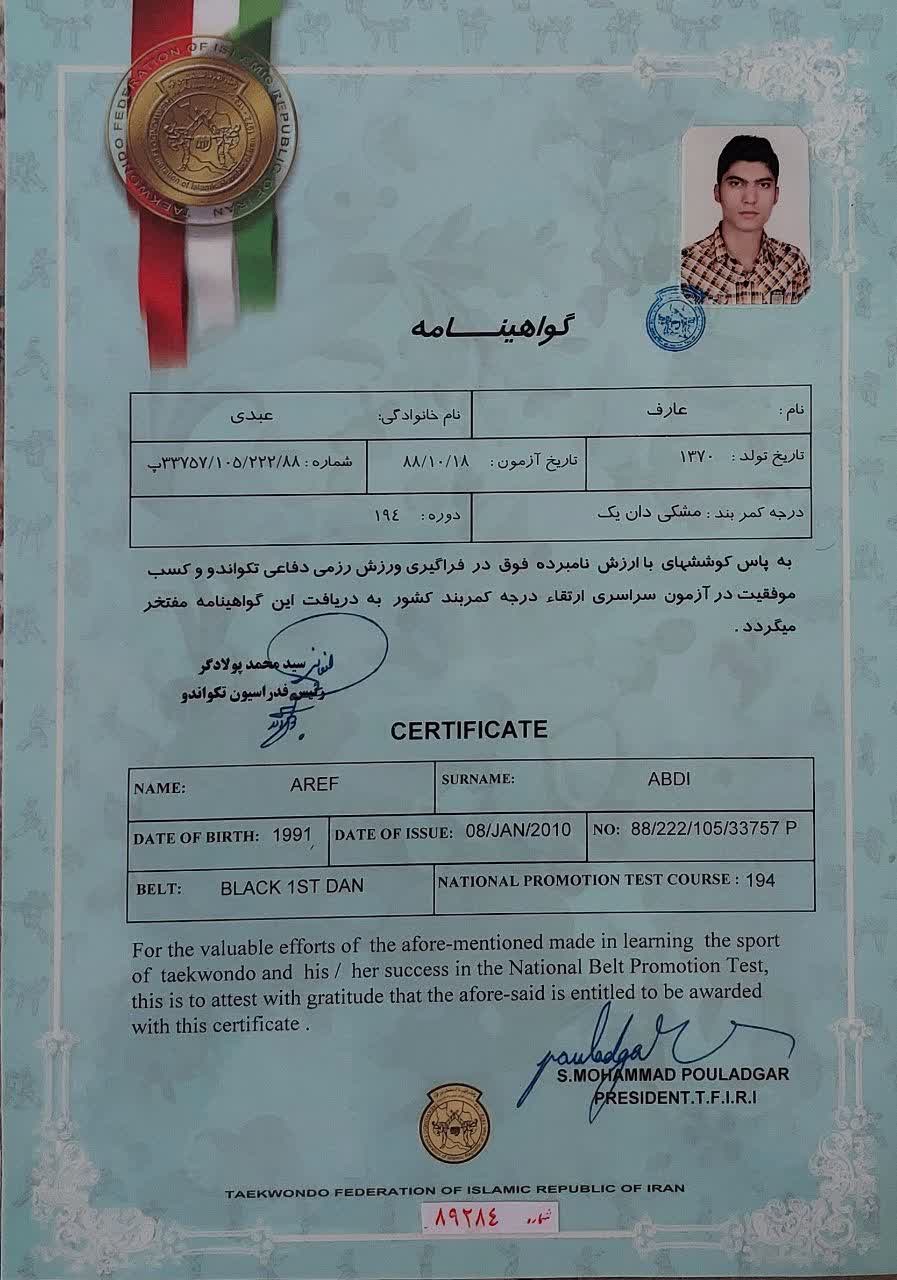 TAEKWONDO FEDERATION OF ISLAMIC REPUBLIC OF IRAN
گواهینـــامه
نام : عارف نام خانوادگی: عبدی
تاریخ تولد : ۱۳۷۰ تاریخ آزمون : ۸۸/۱۰/۱۸ شماره : ۳۳۷۵۷/۱۰۵/۲۲۲/۸۸پ
درجه کمر بند : مشکی دان یک دوره : ۱۹٤
به پاس کوششهای با ارزش نامبرده فوق در فراگیری ورزش رزمی دفاعی تکواندو و کسب
موفقیت در آزمون سراسری ارتقاء درجه کمربند کشور به دریافت این گواهینامه مفتخر
میگردد .
سید محمد پولادگر
رئیس فدراسیون تکواندو
CERTIFICATE
NAME: AREF SURNAME: ABDI
DATE OF BIRTH: 1991 DATE OF ISSUE: 08/JAN/2010 NO: 88/222/105/33757 P
BELT: BLACK 1ST DAN NATIONAL PROMOTION TEST COURSE : 194
For the valuable efforts of the afore-mentioned made in learning the sport
of taekwondo and his / her success in the National Belt Promotion Test,
this is to attest with gratitude that the afore-said is entitled to be awarded
with this certificate .
pouladgar
S.MOHAMMAD POULADGAR
PRESIDENT.T.F.I.R.I
TAEKWONDO FEDERATION OF ISLAMIC REPUBLIC OF IRAN
شماره ۸۹۲۸٤